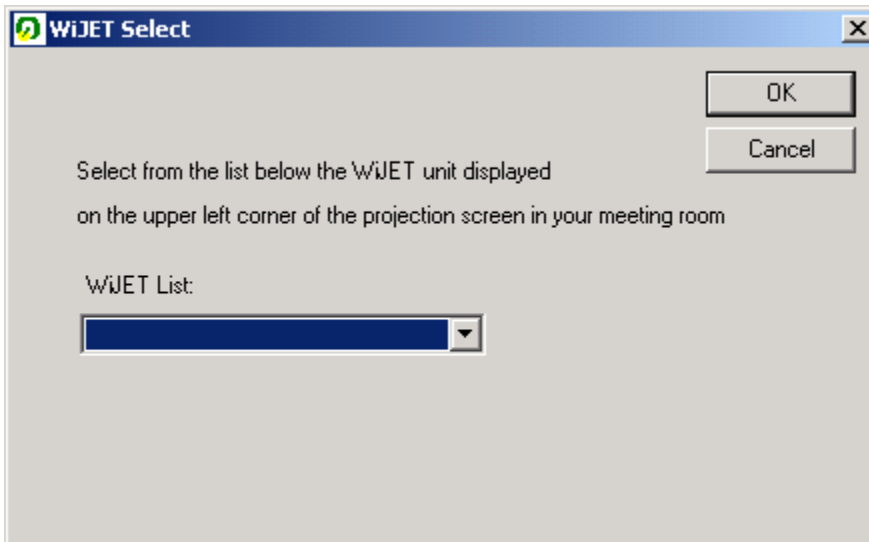 WiJET Select
OK
Cancel
Select from the list below the WiJET unit displayed
on the upper left corner of the projection screen in your meeting room
WiJET List: